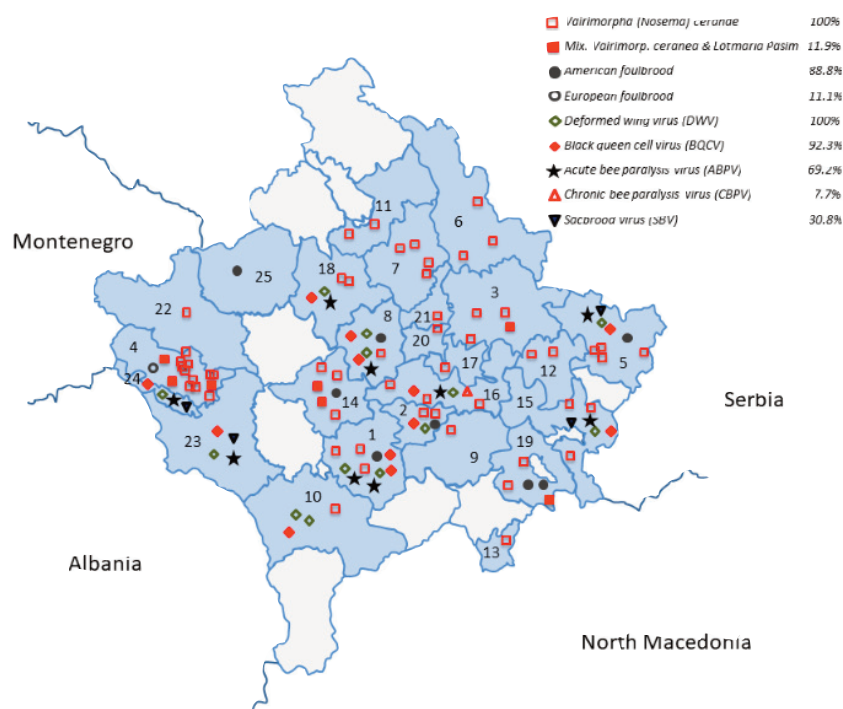 Vairimorpha (Nosema) ceranae 100%
Mix. Vairimorp. ceranea & Lotmaria Pasim 11.9%
American foulbrood 88.8%
European foulbrood 11.1%
Deformed wing virus (DWV) 100%
Black queen cell virus (BQCV) 92.3%
Acute bee paralysis virus (ABPV) 69.2%
Chronic bee paralysis virus (CBPV) 7.7%
Sacbrood virus (SBV) 30.8%
11
6
Montenegro
25
18
7
3
22
8
21
4
20
5
17
12
24
16
14
2
15
Serbia
23
1
19
9
10
13
Albania
North Macedonia